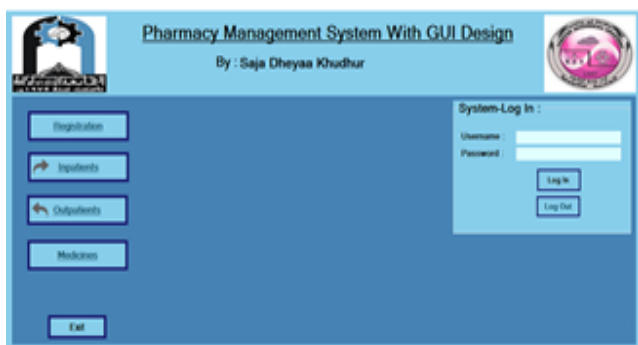 Pharmacy Management System With GUI Design
By : Saja Dheyaa Khudhur
System-Log In :
Registration
Username :
Password :
Inpatients
Log In
Outpatients
Log Out
Medicines
Exit